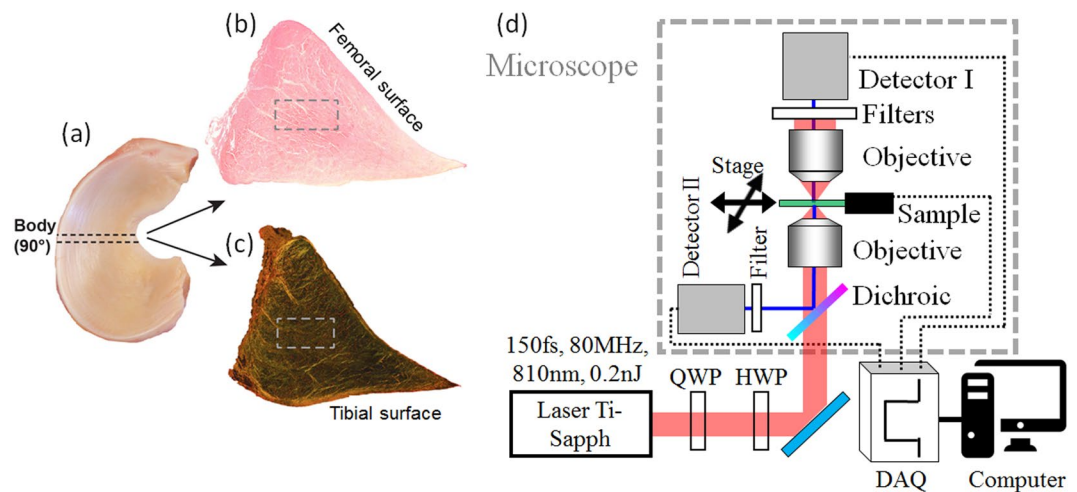 (a)
Body
(90°)
(b)
Femoral surface
(c)
Tibial surface
(d)
Microscope
Detector I
Filters
Objective
Stage
Sample
Objective
Detector II
Filter
Dichroic
150fs, 80MHz,
810nm, 0.2nJ
QWP
HWP
Laser Ti-
Sapph
DAQ
Computer